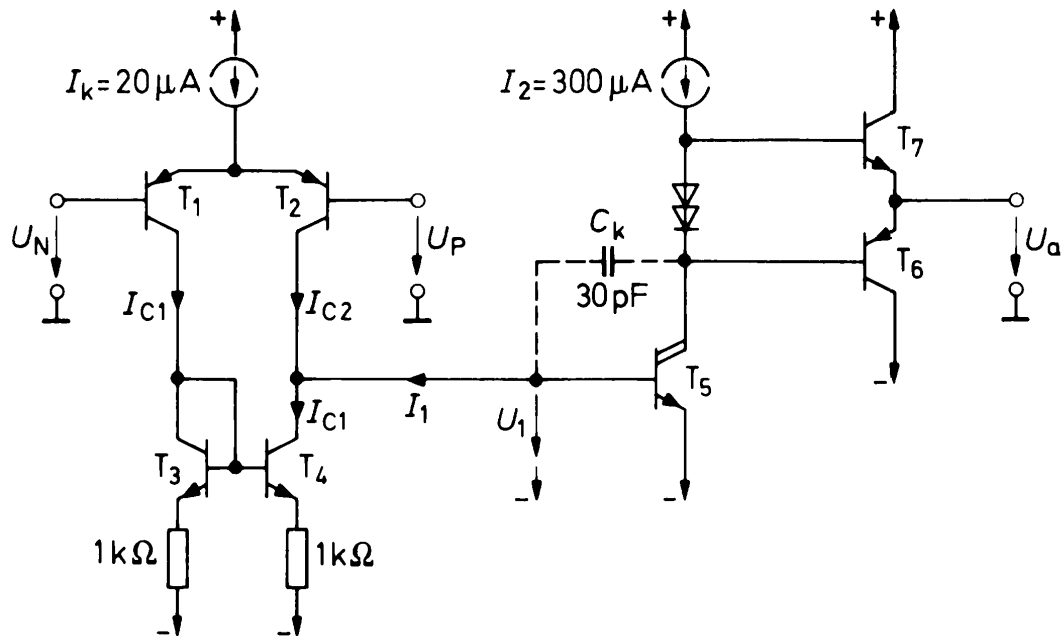 +
+
+
I_k = 20 µA
I_2 = 300 µA
T_7
T_1
T_2
U_N
U_P
C_k
30 pF
T_6
U_a
I_C1
I_C2
T_5
I_1
I_C1
U_1
T_3
T_4
1 kΩ
1 kΩ
-
-
-
-
-